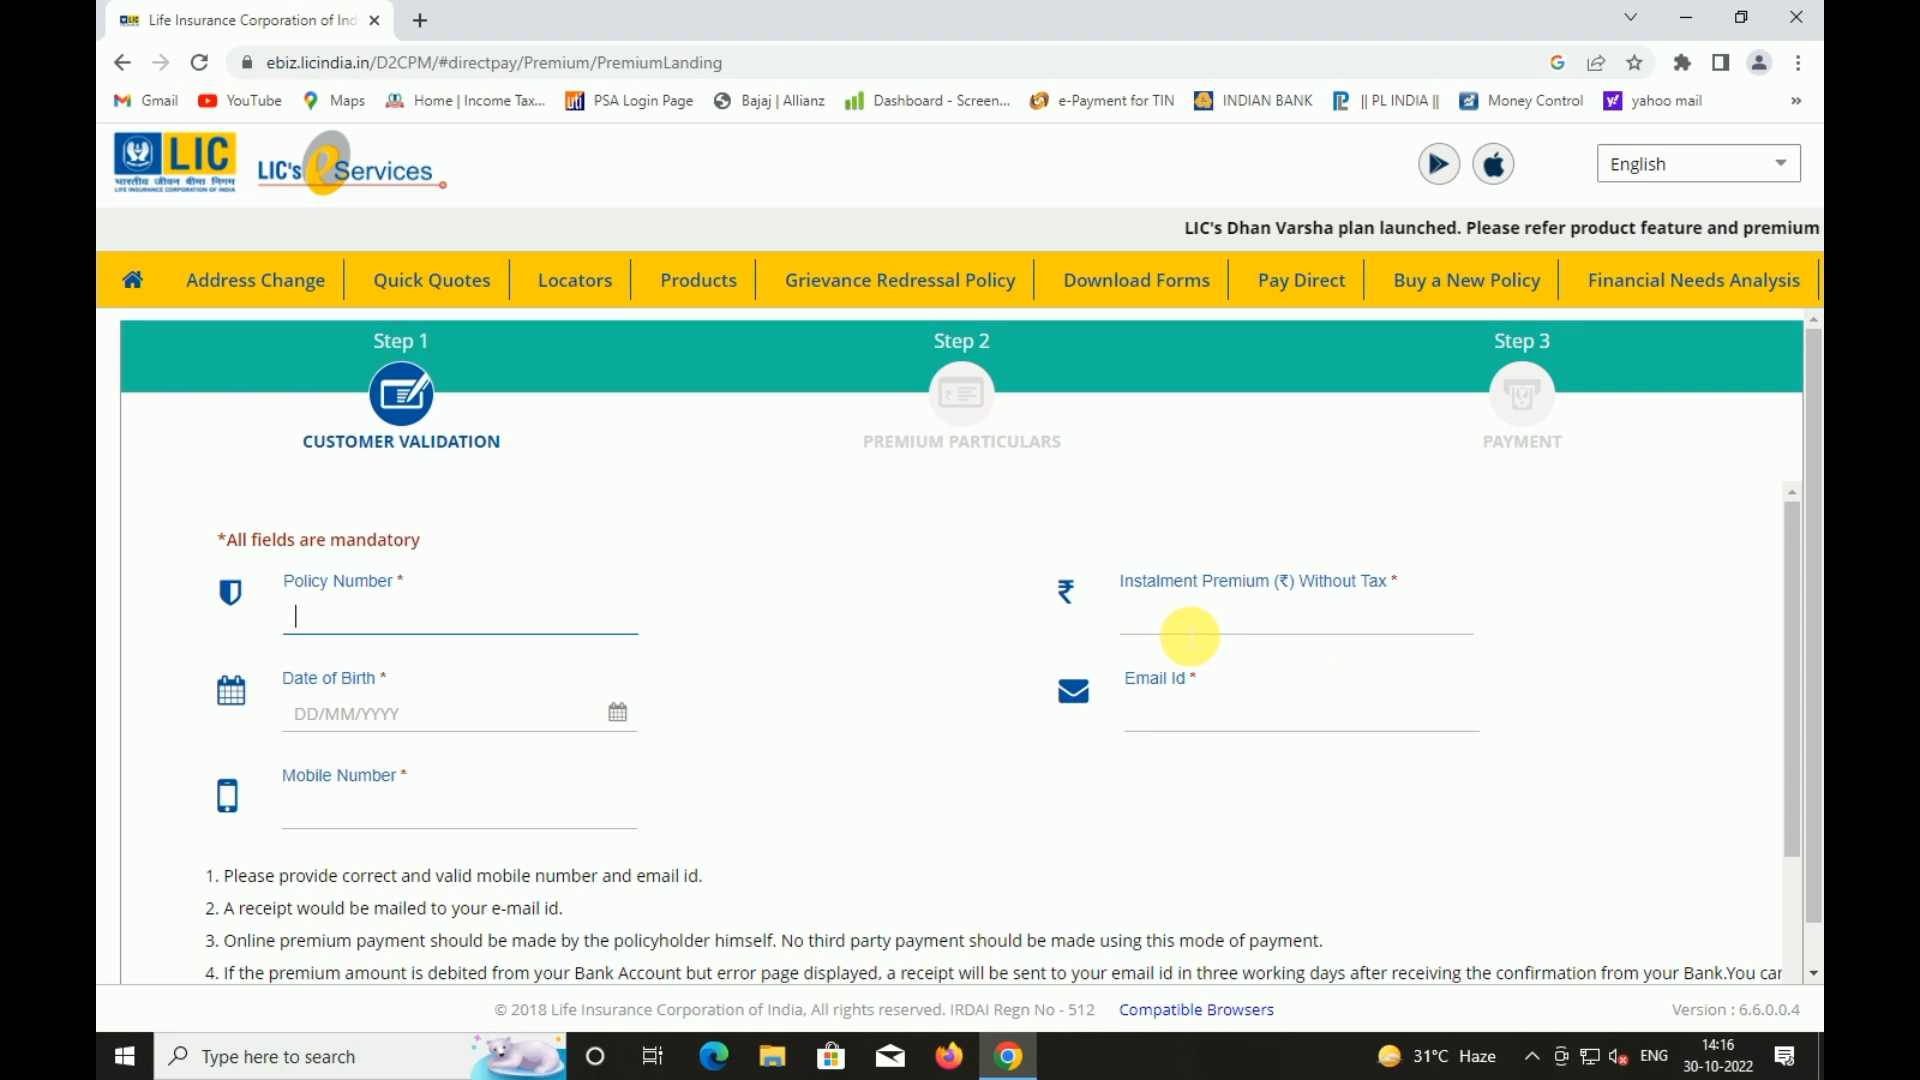 Life Insurance Corporation of Ind
ebiz.licindia.in/D2CPM/#directpay/Premium/PremiumLanding
Gmail YouTube Maps Home | Income Tax... PSA Login Page Bajaj | Allianz Dashboard - Screen... e-Payment for TIN INDIAN BANK || PL INDIA || Money Control yahoo mail »
LIC
भारतीय जीवन बीमा निगम
LIFE INSURANCE CORPORATION OF INDIA
LIC's eServices
English
LIC's Dhan Varsha plan launched. Please refer product feature and premium
Address Change Quick Quotes Locators Products Grievance Redressal Policy Download Forms Pay Direct Buy a New Policy Financial Needs Analysis
Step 1 Step 2 Step 3
CUSTOMER VALIDATION PREMIUM PARTICULARS PAYMENT
*All fields are mandatory
Policy Number * Instalment Premium (₹) Without Tax *
Date of Birth * Email Id *
DD/MM/YYYY
Mobile Number *
1. Please provide correct and valid mobile number and email id.
2. A receipt would be mailed to your e-mail id.
3. Online premium payment should be made by the policyholder himself. No third party payment should be made using this mode of payment.
4. If the premium amount is debited from your Bank Account but error page displayed, a receipt will be sent to your email id in three working days after receiving the confirmation from your Bank.You can
© 2018 Life Insurance Corporation of India, All rights reserved. IRDAI Regn No - 512 Compatible Browsers Version : 6.6.0.0.4
Type here to search 31°C Haze ENG 14:16
30-10-2022